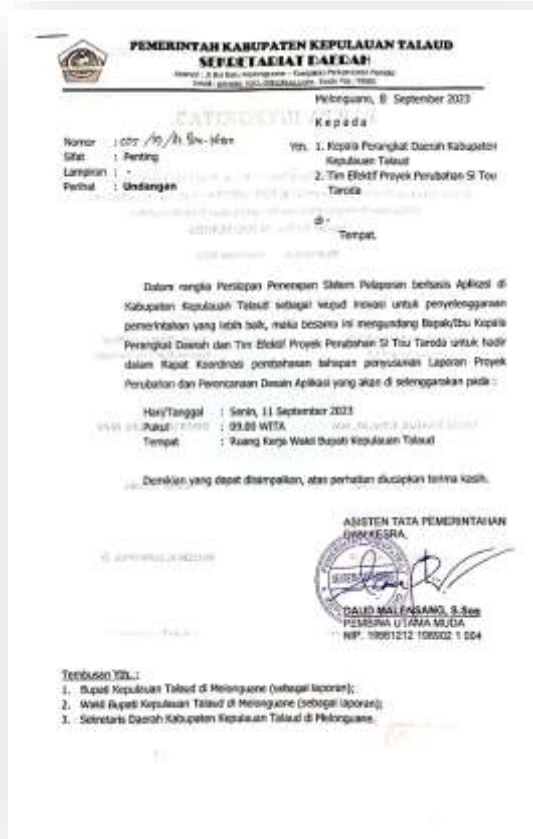 PEMERINTAH KABUPATEN KEPULAUAN TALAUD
SEKRETARIAT DAERAH
Melonguane, 8 September 2023
Kepada
Nomor : 005
Sifat : Penting
Lampiran : -
Perihal : Undangan
Yth. 1. Kepala Perangkat Daerah Kabupaten
Kepulauan Talaud
2. Tim Efektif Proyek Perubahan Si Tou
Taroda
di -
Tempat.
Dalam rangka Persiapan Penerapan Sistem Pelaporan berbasis Aplikasi di
Kabupaten Kepulauan Talaud sebagai wujud inovasi untuk penyelenggaraan
pemerintahan yang lebih baik, maka bersama ini mengundang Bapak/Ibu Kepala
Perangkat Daerah dan Tim Efektif Proyek Perubahan Si Tou Taroda untuk hadir
dalam Rapat Koordinasi pembahasan tahapan penyusunan Laporan Proyek
Perubahan dan Perencanaan Desain Aplikasi yang akan di selenggarakan pada :
Hari/Tanggal : Senin, 11 September 2023
Pukul : 09.00 WITA
Tempat : Ruang Kerja Wakil Bupati Kepulauan Talaud
Demikian yang dapat disampaikan, atas perhatian diucapkan terima kasih.
ASISTEN TATA PEMERINTAHAN
DAN KESRA,
DAUD MALENSANG, S.Sos
PEMBINA UTAMA MUDA
NIP. 19661212 198902 1 004
Tembusan Yth. :
1. Bupati Kepulauan Talaud di Melonguane (sebagai laporan);
2. Wakil Bupati Kepulauan Talaud di Melonguane (sebagai laporan);
3. Sekretaris Daerah Kabupaten Kepulauan Talaud di Melonguane.